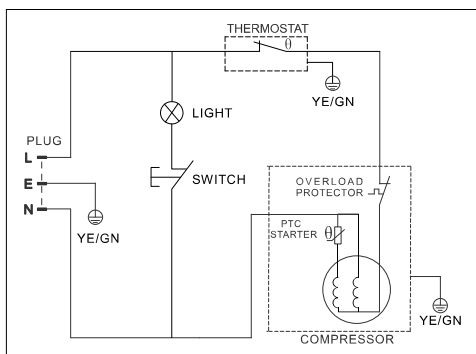 THERMOSTAT
θ
YE/GN
LIGHT
PLUG
L
E
N
SWITCH
YE/GN
OVERLOAD
PROTECTOR
PTC
STARTER
θ
YE/GN
COMPRESSOR